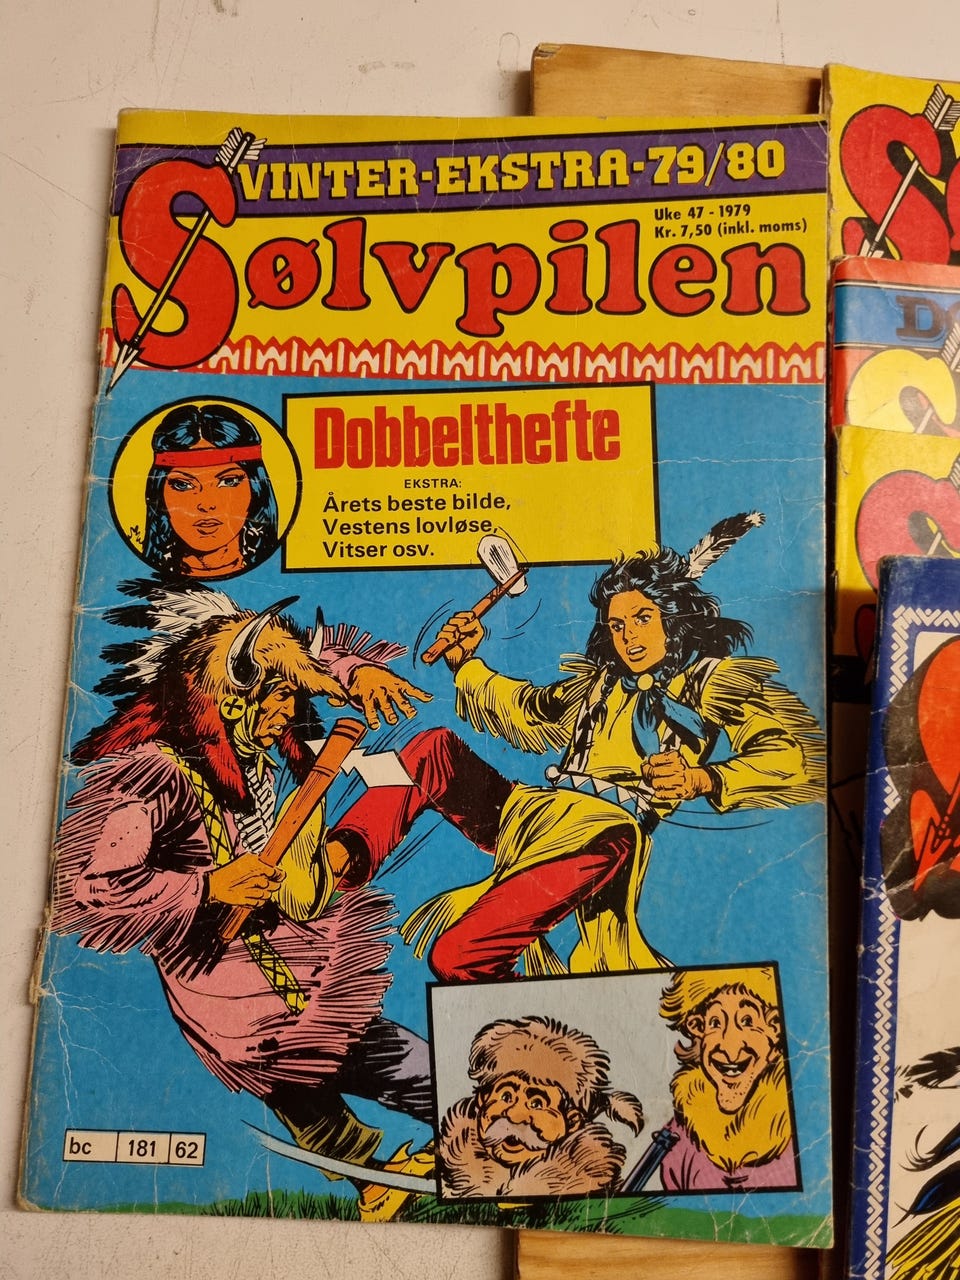 VINTER-EKSTRA-79/80
Uke 47 - 1979
Kr. 7,50 (inkl. moms)
Sølvpilen
Dobbelthefte
EKSTRA:
Årets beste bilde,
Vestens lovløse,
Vitser osv.
bc 181 62